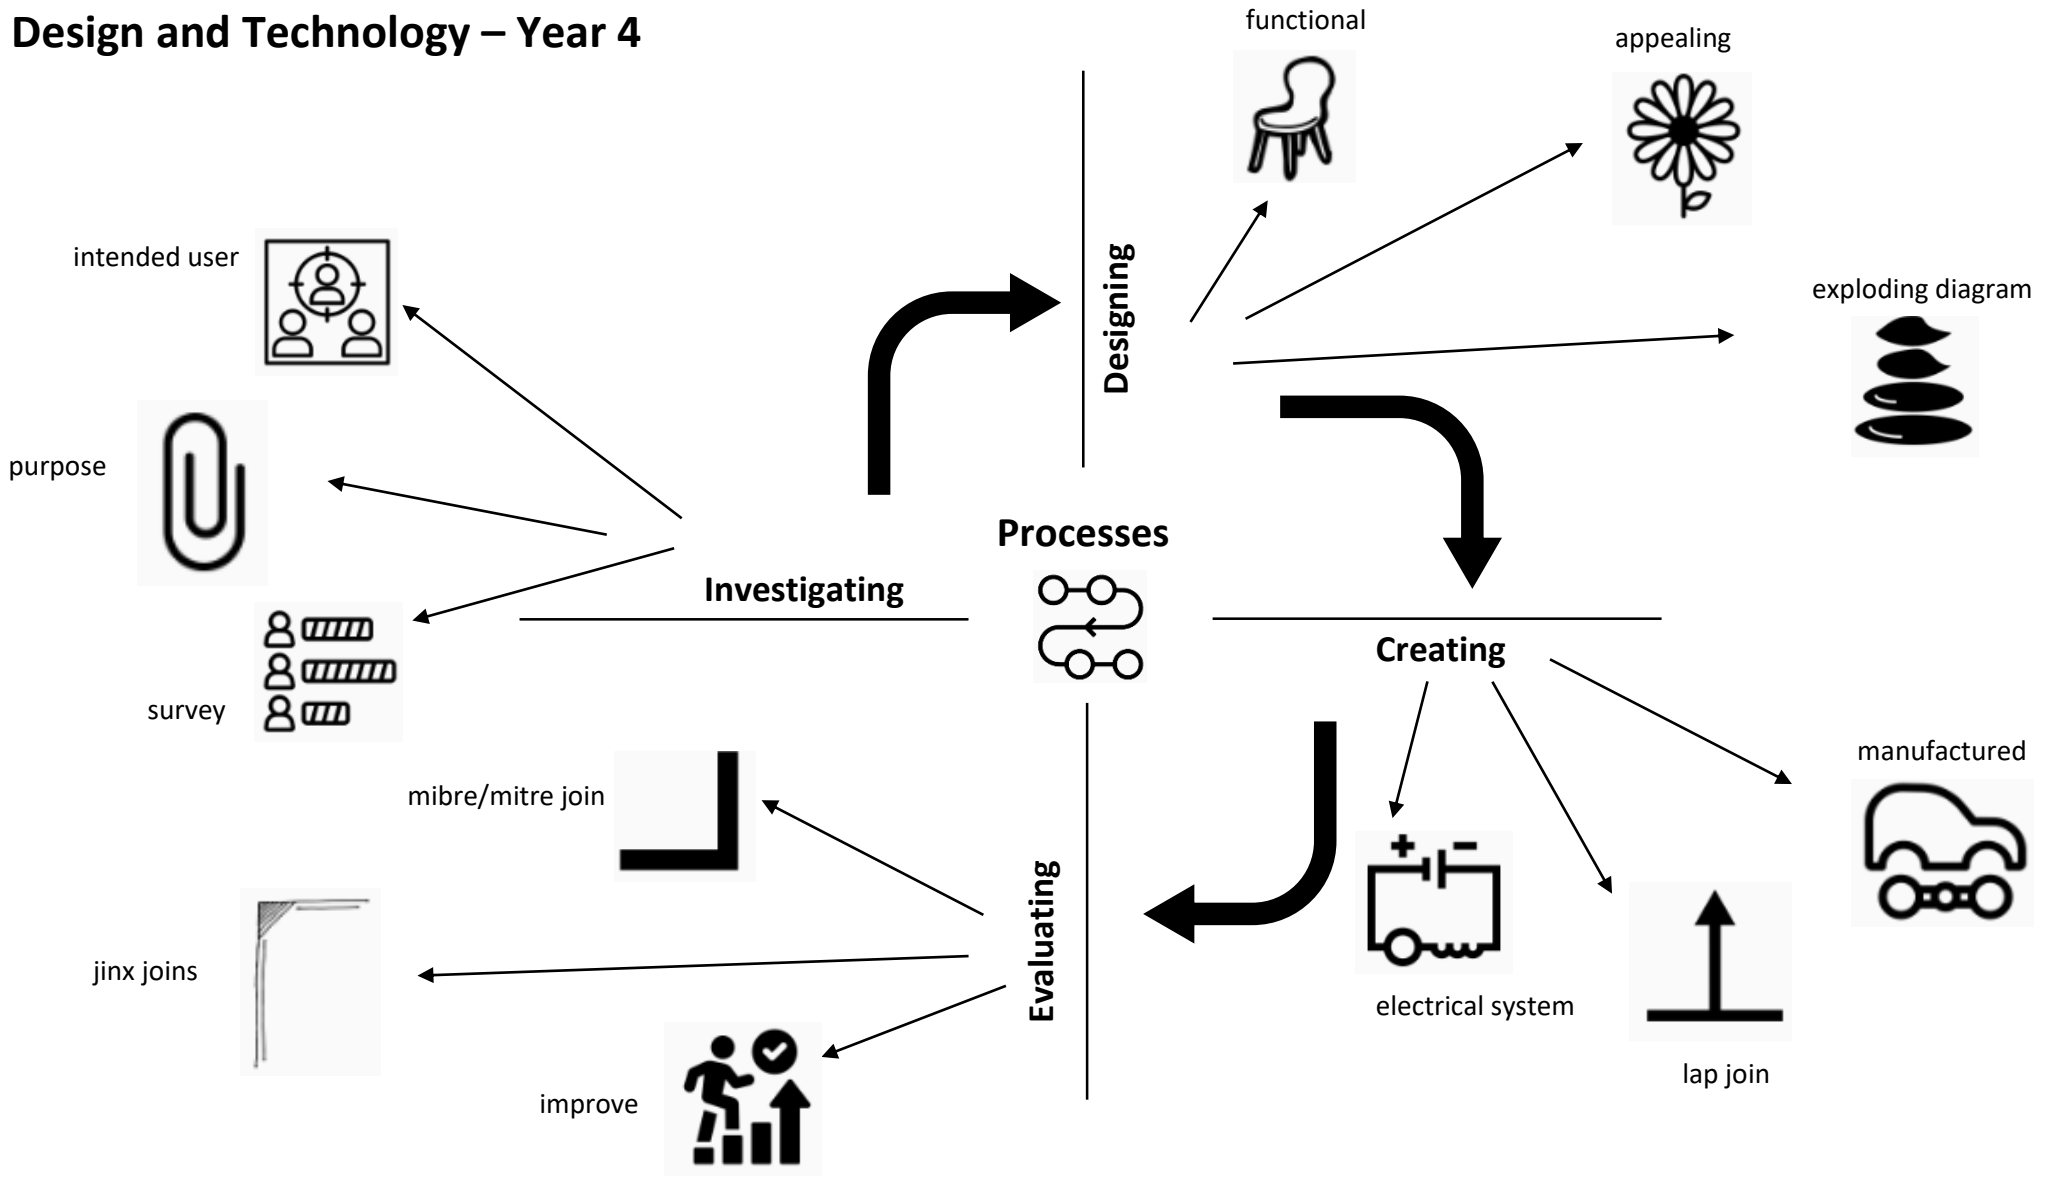 Design and Technology – Year 4
functional
appealing
exploding diagram
Designing
intended user
purpose
survey
Investigating
Processes
Creating
manufactured
electrical system
lap join
Evaluating
mibre/mitre join
jinx joins
improve